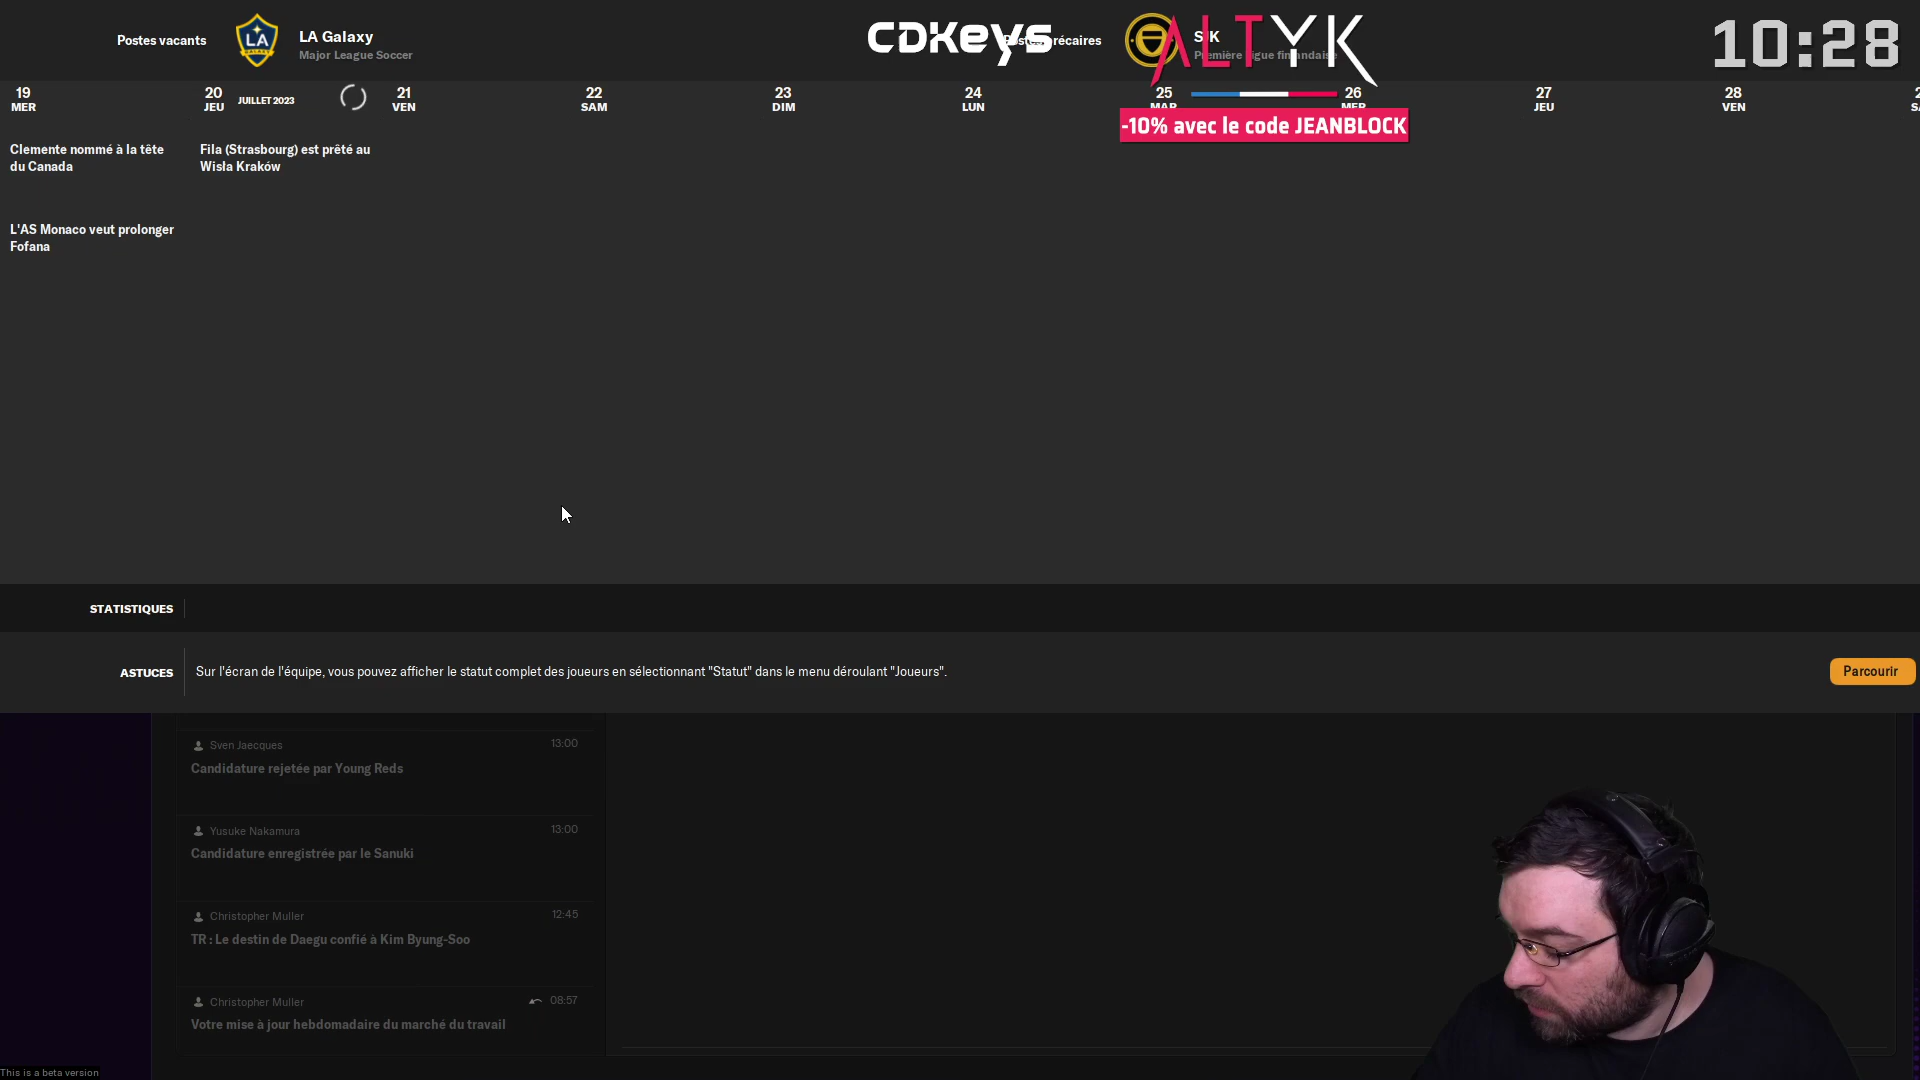 Postes vacants
LA Galaxy
Major League Soccer
CDKeys
ALTYK
10:28
19
MER
20
JEU
JUILLET 2023
21
VEN
22
SAM
23
DIM
24
LUN
25
MAR
26
MER
27
JEU
28
VEN
-10% avec le code JEANBLOCK
Clemente nommé à la tête
du Canada
Fila (Strasbourg) est prêté au
Wisla Kraków
L'AS Monaco veut prolonger
Fofana
STATISTIQUES
ASTUCES
Sur l'écran de l'équipe, vous pouvez afficher le statut complet des joueurs en sélectionnant "Statut" dans le menu déroulant "Joueurs".
Parcourir
Sven Jaecques
13:00
Candidature rejetée par Young Reds
Yusuke Nakamura
13:00
Candidature enregistrée par le Sanuki
Christopher Muller
12:45
TR : Le destin de Daegu confié à Kim Byung-Soo
Christopher Muller
08:57
Votre mise à jour hebdomadaire du marché du travail
This is a beta version